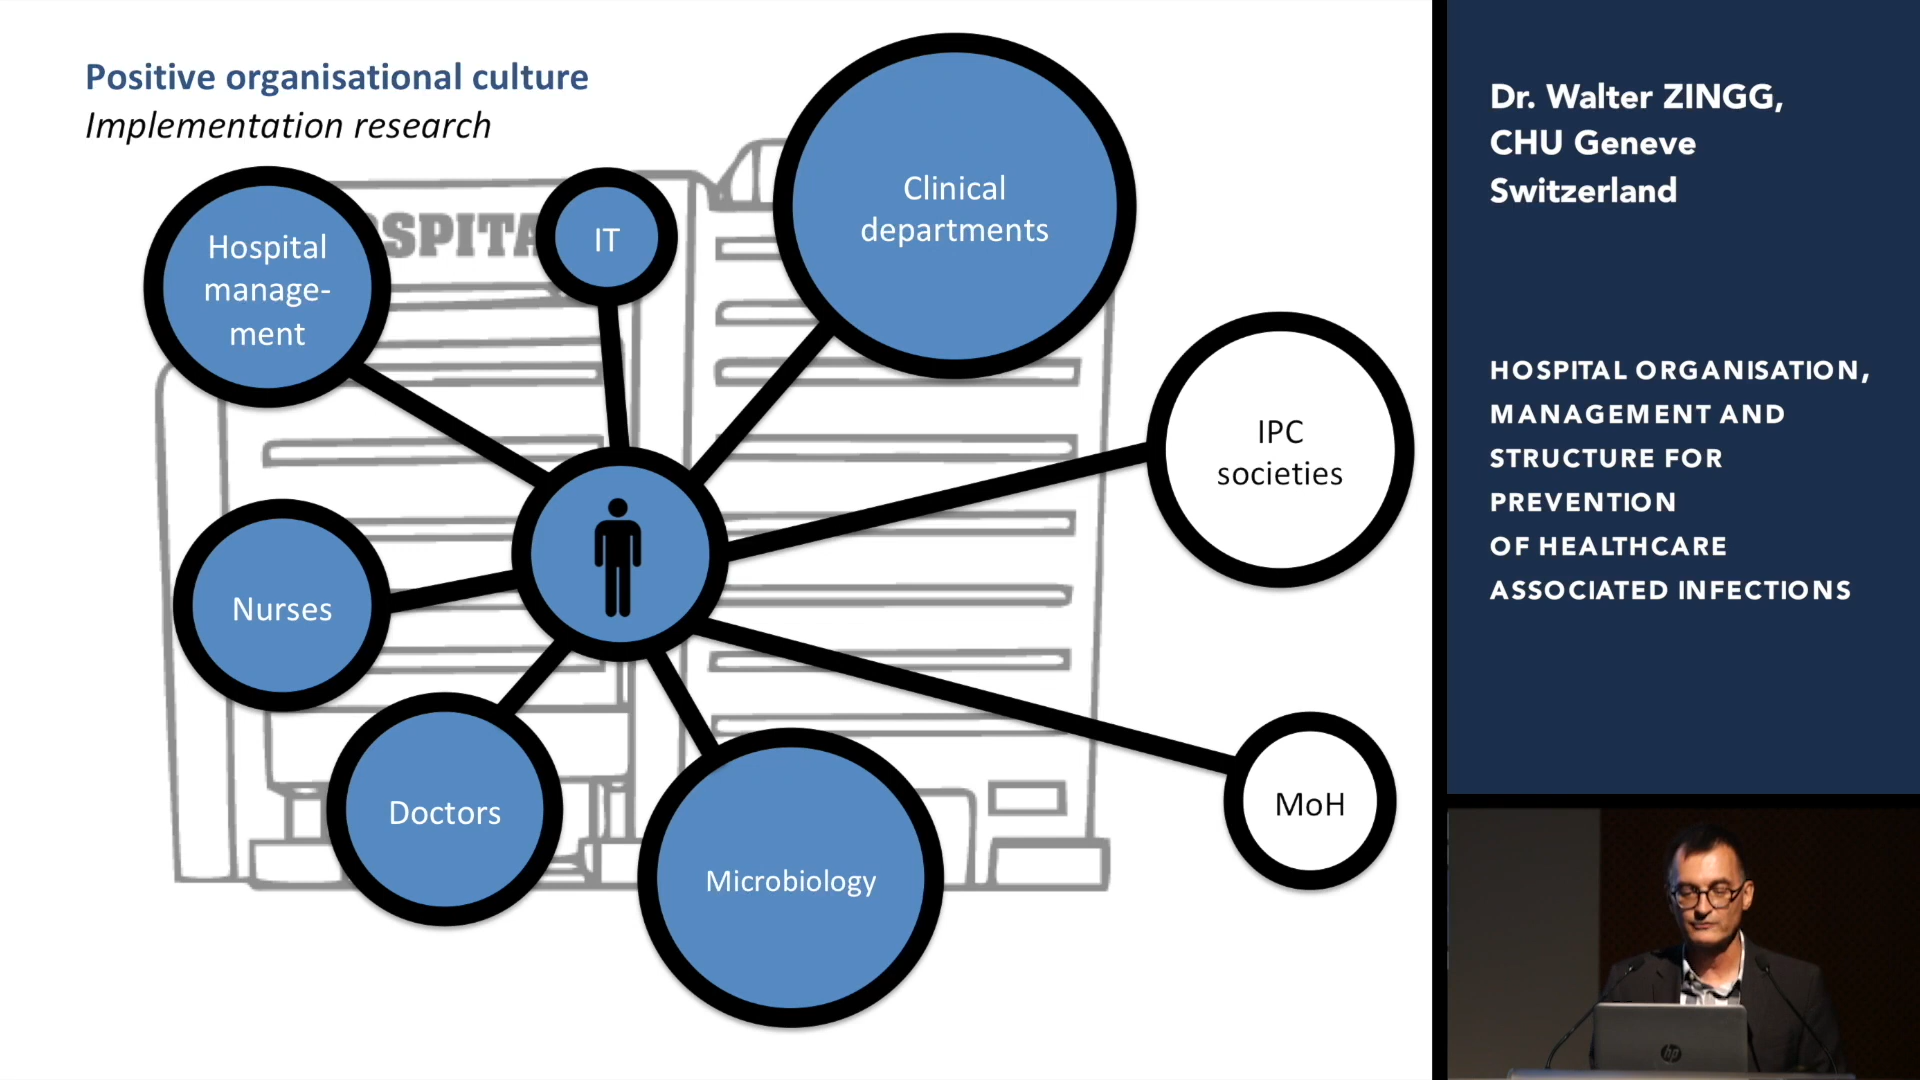 Positive organisational culture
Implementation research
Hospital
manage-
ment
IT
Clinical
departments
IPC
societies
Nurses
Doctors
Microbiology
MoH
Dr. Walter ZINGG,
CHU Geneve
Switzerland
HOSPITAL ORGANISATION,
MANAGEMENT AND
STRUCTURE FOR
PREVENTION
OF HEALTHCARE
ASSOCIATED INFECTIONS
hp